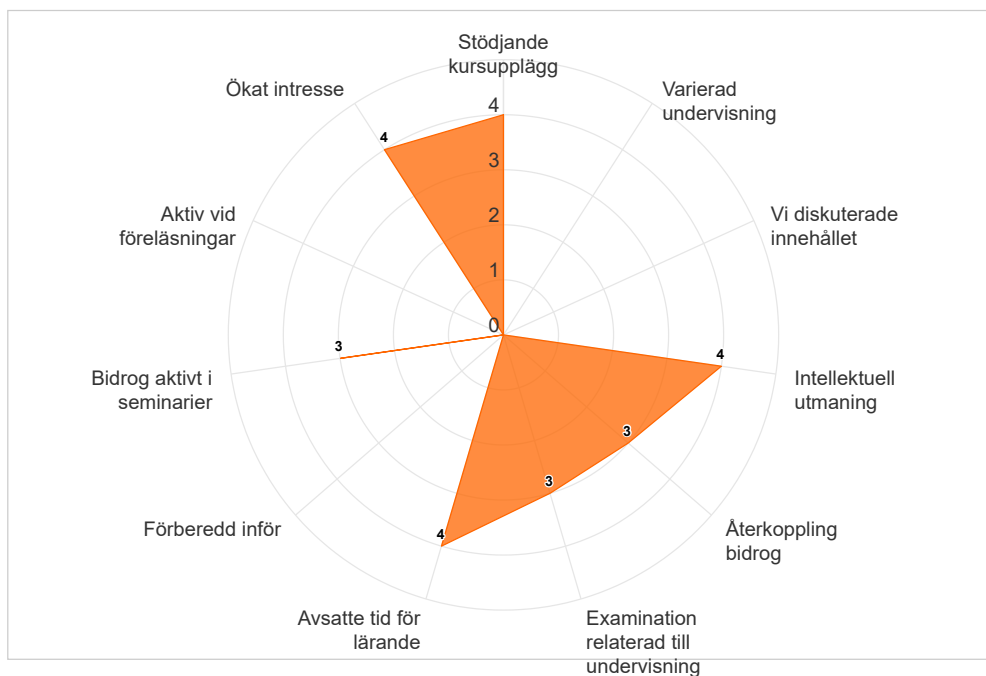 Stödjande
kursupplägg
Varierad
undervisning
Vi diskuterade
innehållet
Intellektuell
utmaning
Återkoppling
bidrog
Examination
relaterad till
undervisning
Avsatte tid för
lärande
Förberedd inför
Bidrog aktivt i
seminarier
Aktiv vid
föreläsningar
Ökat intresse
4
3
2
1
0
4
3
3
4
3
4